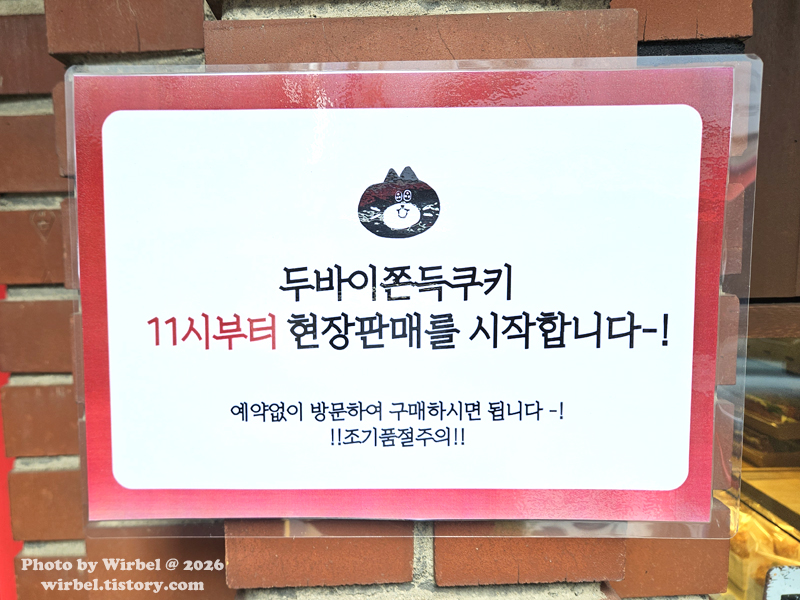 두바이쫀득쿠키
11시부터 현장판매를 시작합니다-!
예약없이 방문하여 구매하시면 됩니다 -!
!!조기품절주의!!
Photo by Wirbel @ 2026
wirbel.tistory.com